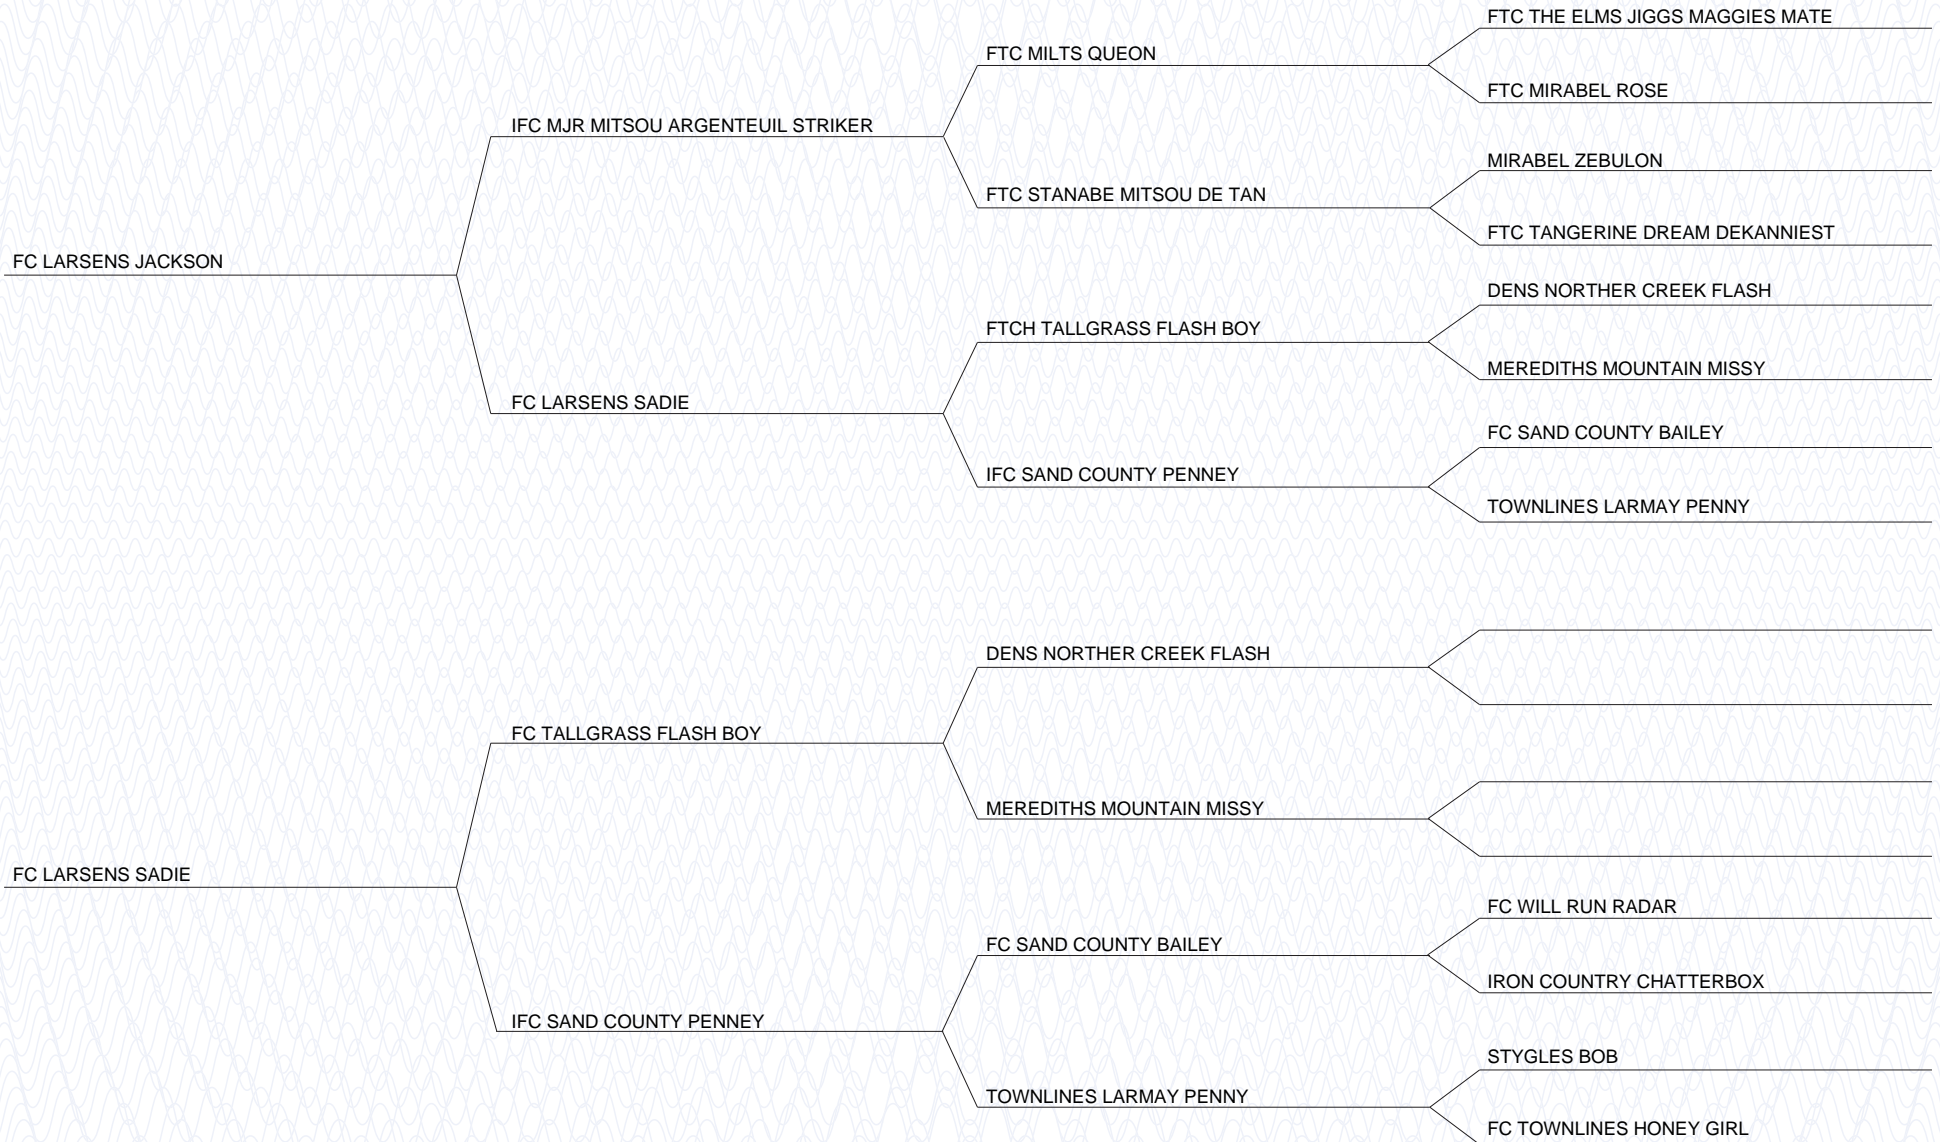 FTC THE ELMS JIGGS MAGGIES MATE
FTC MILTS QUEON
FTC MIRABEL ROSE
IFC MJR MITSOU ARGENTEUIL STRIKER
MIRABEL ZEBULON
FTC STANABE MITSOU DE TAN
FTC TANGERINE DREAM DEKANNIEST
FC LARSENS JACKSON
DENS NORTHER CREEK FLASH
FTCH TALLGRASS FLASH BOY
MEREDITHS MOUNTAIN MISSY
FC LARSENS SADIE
FC SAND COUNTY BAILEY
IFC SAND COUNTY PENNEY
TOWNLINES LARMAY PENNY
DENS NORTHER CREEK FLASH
FC TALLGRASS FLASH BOY
MEREDITHS MOUNTAIN MISSY
FC LARSENS SADIE
FC WILL RUN RADAR
FC SAND COUNTY BAILEY
IRON COUNTRY CHATTERBOX
IFC SAND COUNTY PENNEY
STYGLES BOB
TOWNLINES LARMAY PENNY
FC TOWNLINES HONEY GIRL